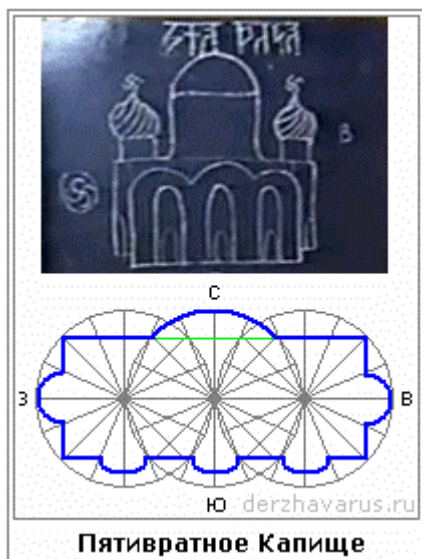 В
С
З В
Ю derzhavarus.ru
Пятивратное Капище